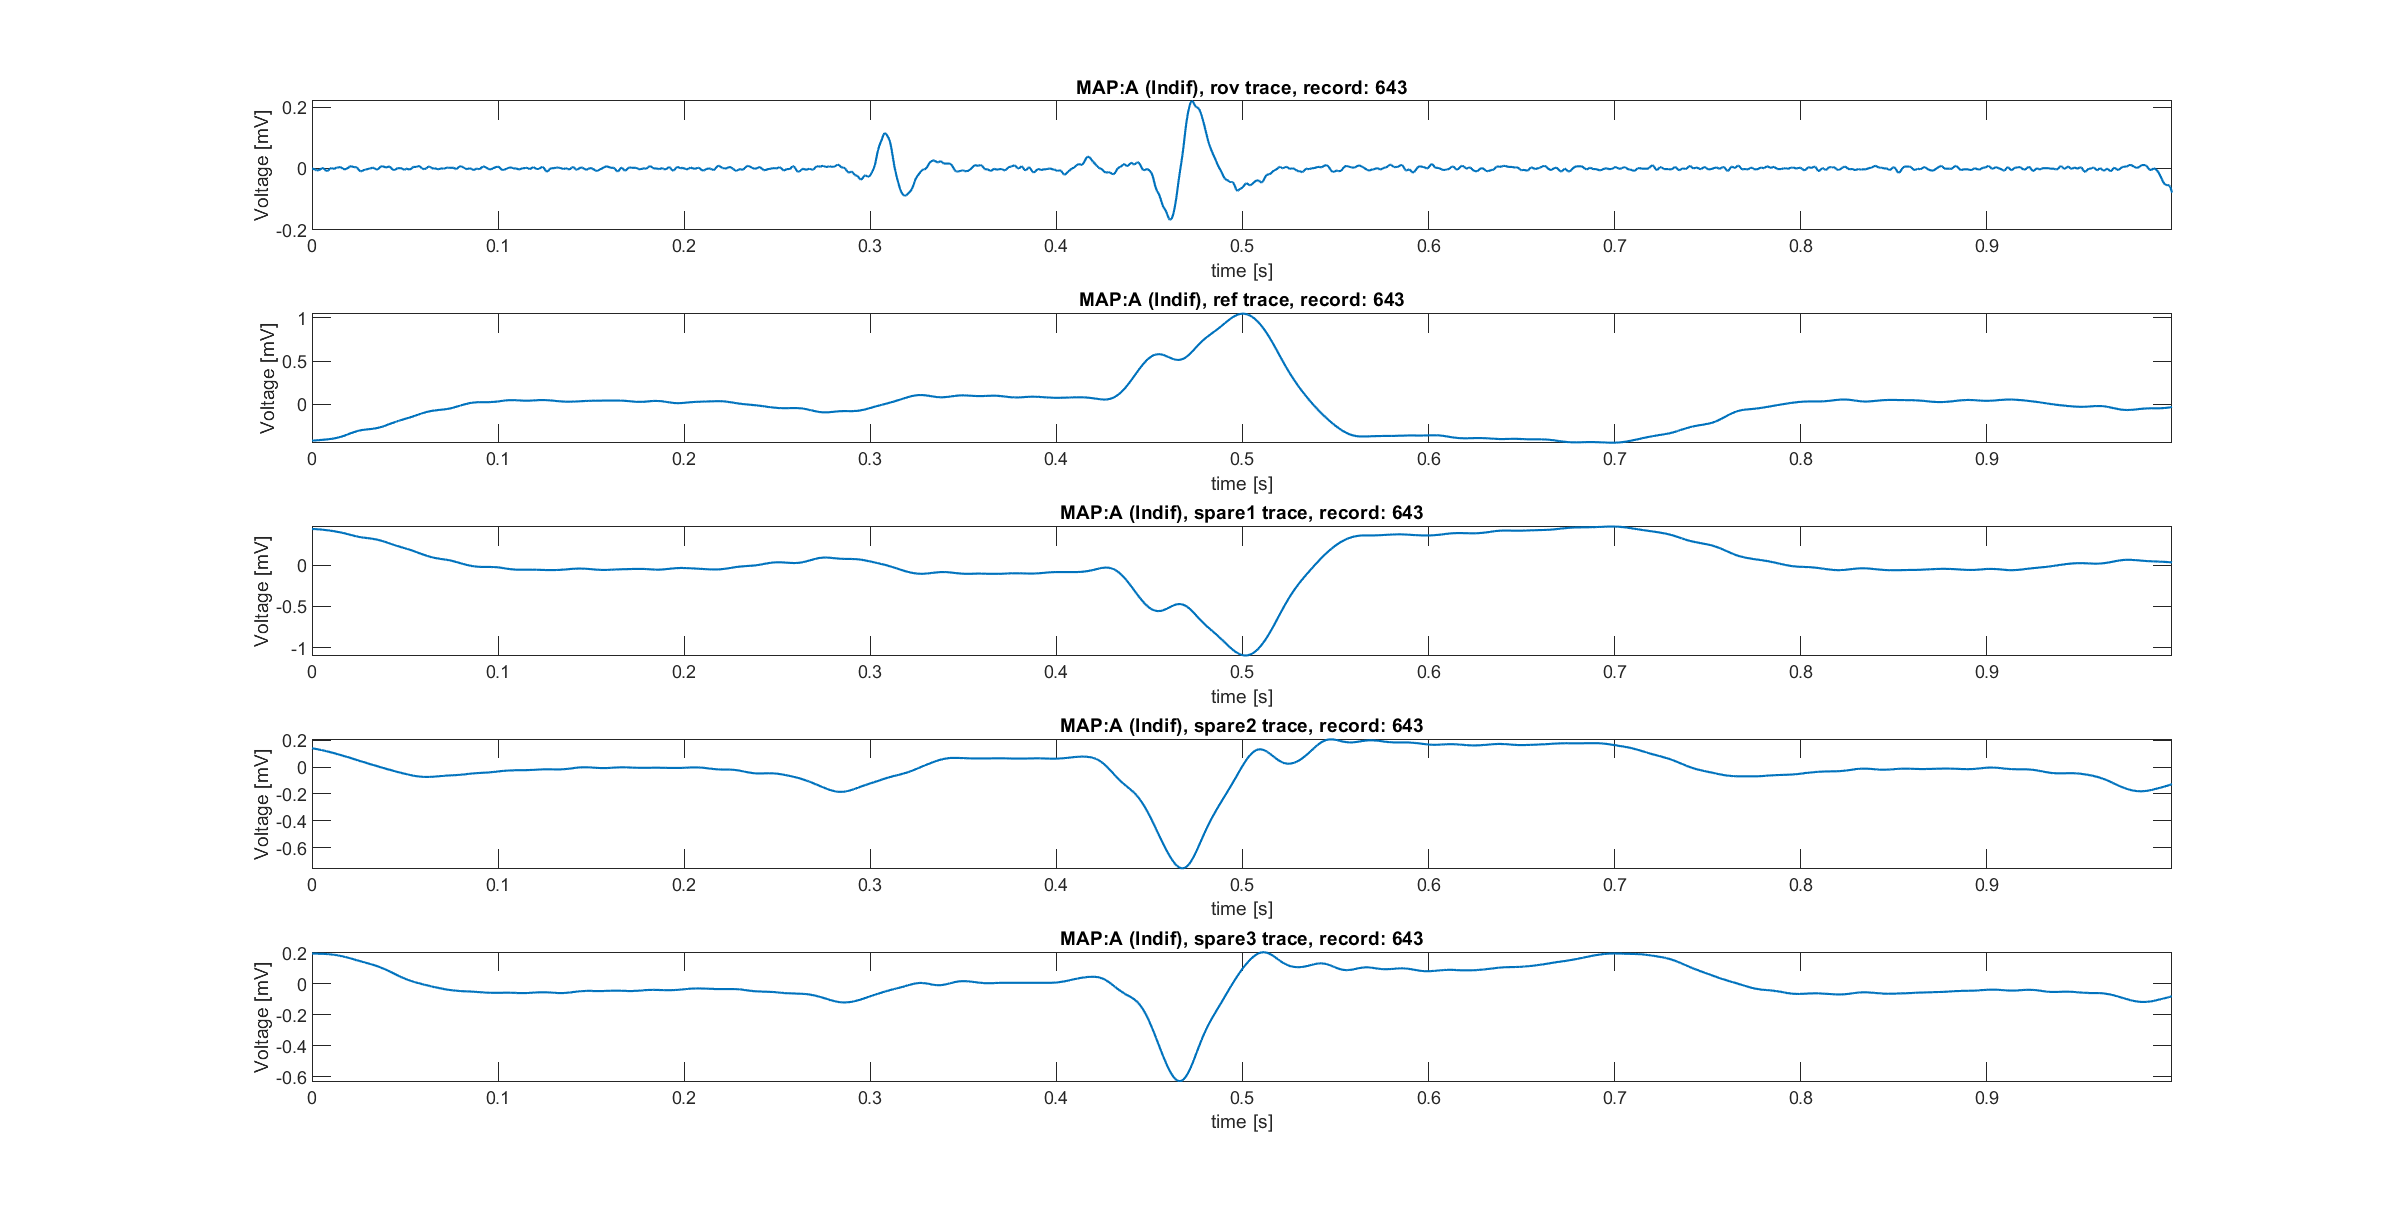 MAP:A (Indif), rov trace, record: 643
Voltage [mV]
0.2
0
-0.2
0 0.1 0.2 0.3 0.4 0.5 0.6 0.7 0.8 0.9
time [s]
MAP:A (Indif), ref trace, record: 643
Voltage [mV]
1
0.5
0
0 0.1 0.2 0.3 0.4 0.5 0.6 0.7 0.8 0.9
time [s]
MAP:A (Indif), spare1 trace, record: 643
Voltage [mV]
0
-0.5
-1
0 0.1 0.2 0.3 0.4 0.5 0.6 0.7 0.8 0.9
time [s]
MAP:A (Indif), spare2 trace, record: 643
Voltage [mV]
0.2
0
-0.2
-0.4
-0.6
0 0.1 0.2 0.3 0.4 0.5 0.6 0.7 0.8 0.9
time [s]
MAP:A (Indif), spare3 trace, record: 643
Voltage [mV]
0.2
0
-0.2
-0.4
-0.6
0 0.1 0.2 0.3 0.4 0.5 0.6 0.7 0.8 0.9
time [s]